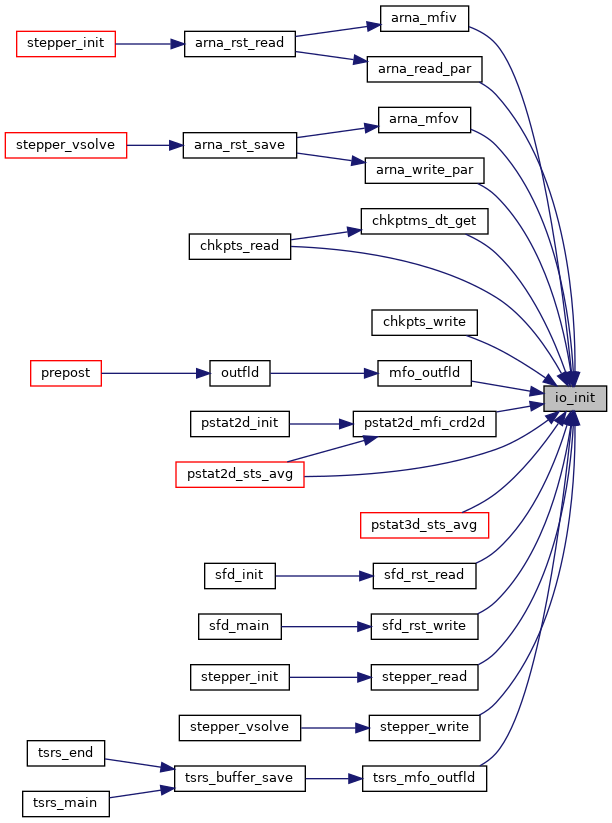 arna_mfiv
stepper_init
arna_rst_read
arna_read_par
arna_mfov
stepper_vsolve
arna_rst_save
arna_write_par
chkptms_dt_get
chkpts_read
chkpts_write
prepost
outfld
mfo_outfld
io_init
pstat2d_init
pstat2d_mfi_crd2d
pstat2d_sts_avg
pstat3d_sts_avg
sfd_init
sfd_rst_read
sfd_main
sfd_rst_write
stepper_init
stepper_read
stepper_vsolve
stepper_write
tsrs_end
tsrs_buffer_save
tsrs_mfo_outfld
tsrs_main